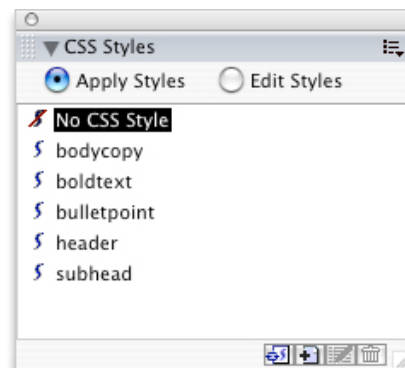 CSS Styles
Apply Styles Edit Styles
No CSS Style
bodycopy
boldtext
bulletpoint
header
subhead